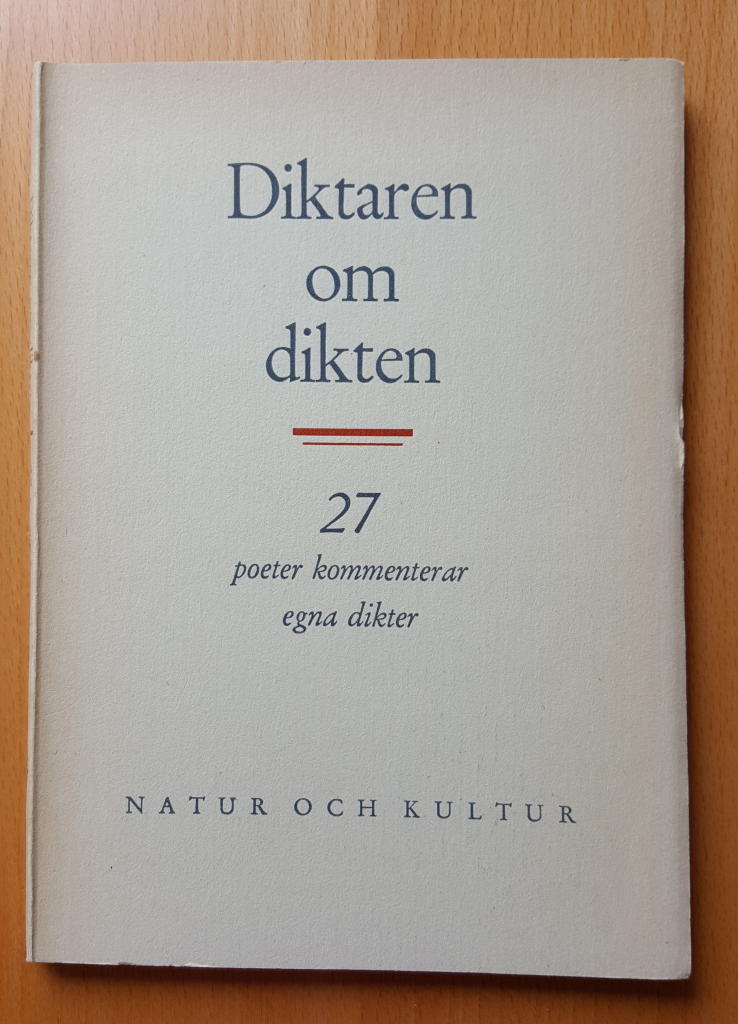 Diktaren
om
dikten
27
poeter kommenterar
egna dikter
NATUR OCH KULTUR